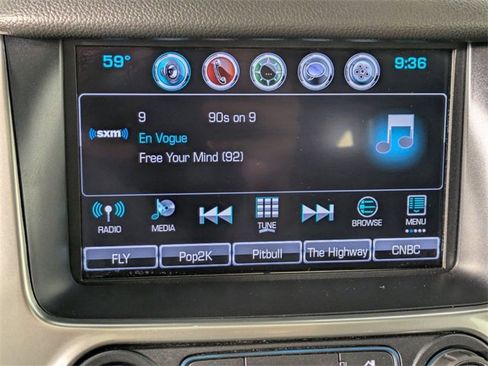 59° 9:36
9 90s on 9
((sxm)) En Vogue
Free Your Mind (92)
RADIO MEDIA TUNE BROWSE MENU
FLY Pop2K Pitbull The Highway CNBC